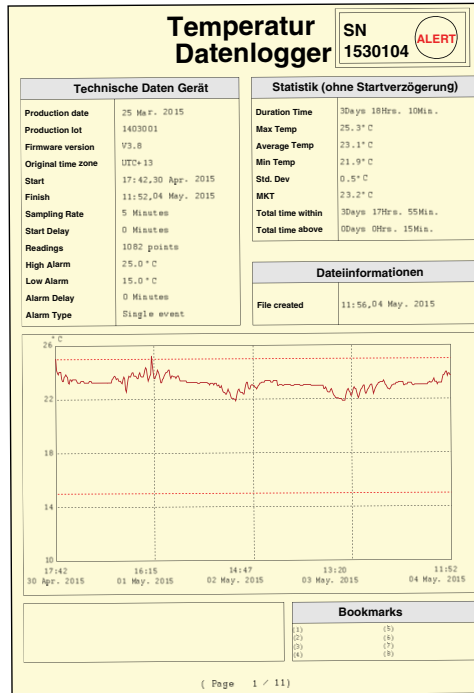 Temperatur
Datenlogger
SN
1530104
ALERT
Technische Daten Gerät
Production date 25 Mar. 2015
Production lot 1403D01
Firmware version V3.8
Original time zone UTC+13
Start 17:42,30 Apr. 2015
Finish 11:52,04 May. 2015
Sampling Rate 5 Minutes
Start Delay 0 Minutes
Readings 1082 points
High Alarm 25.0°C
Low Alarm 15.0°C
Alarm Delay 0 Minutes
Alarm Type Single event
Statistik (ohne Startverzögerung)
Duration Time 3Days 18Hrs. 10Min.
Max Temp 25.3°C
Average Temp 23.1°C
Min Temp 21.9°C
Std. Dev 0.5°C
MKT 23.2°C
Total time within 3Days 17Hrs. 55Min.
Total time above 0Days 0Hrs. 15Min.
Dateiinformationen
File created 11:56,04 May. 2015
°C
26
22
18
14
10
17:42 16:15 14:47 13:20 11:52
30 Apr. 2015 01 May. 2015 02 May. 2015 03 May. 2015 04 May. 2015
Bookmarks
(1) (5)
(2) (6)
(3) (7)
(4) (8)
( Page 1 / 11)